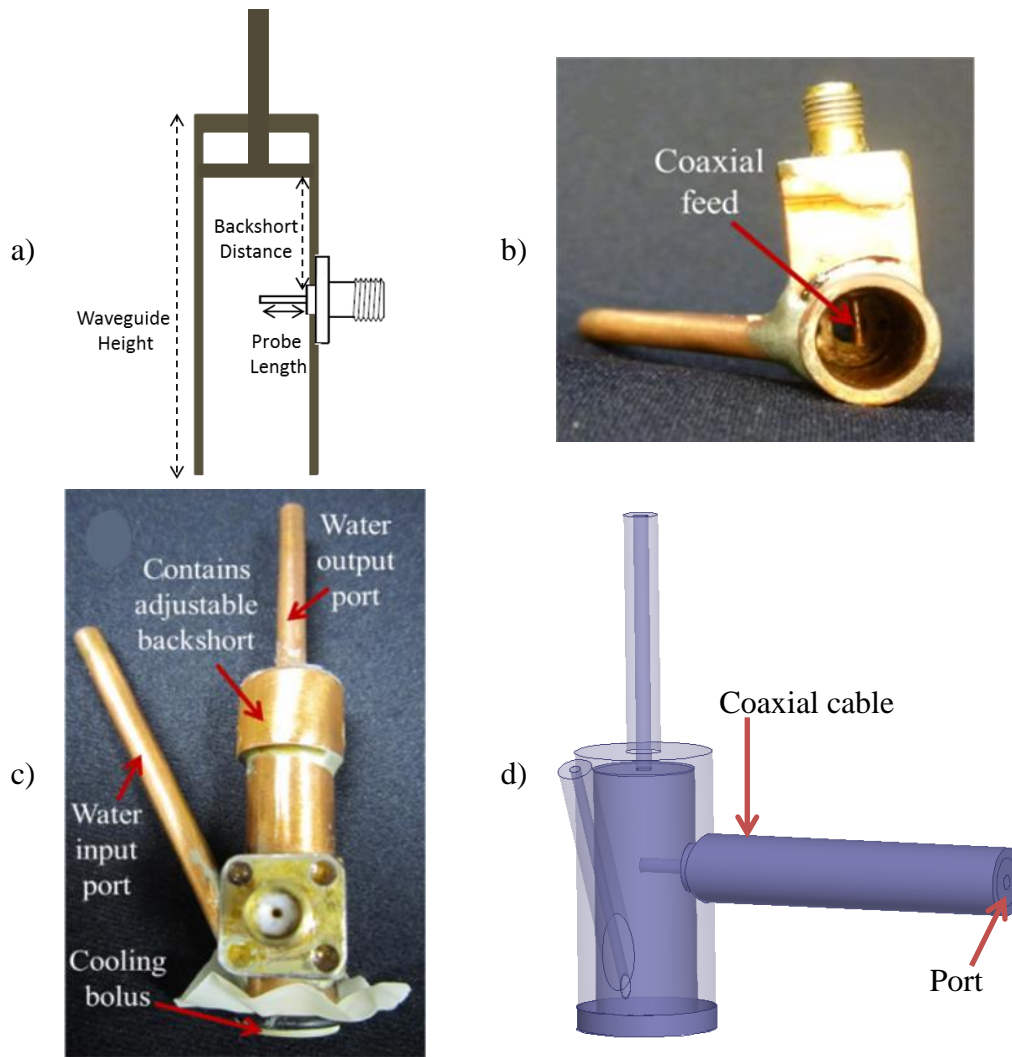 a)
Waveguide
Height
Backshort
Distance
Probe
Length
b)
Coaxial
feed
c)
Contains
adjustable
backshort
Water
output
port
Water
input
port
Cooling
bolus
d)
Coaxial cable
Port